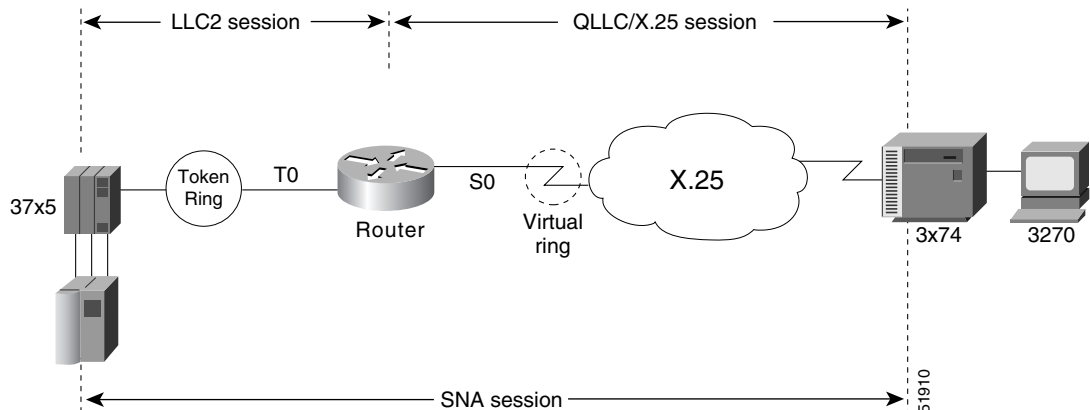 LLC2 session
QLLC/X.25 session
Token
Ring
T0
S0
X.25
37x5
Router
Virtual
ring
3x74
3270
SNA session
51910